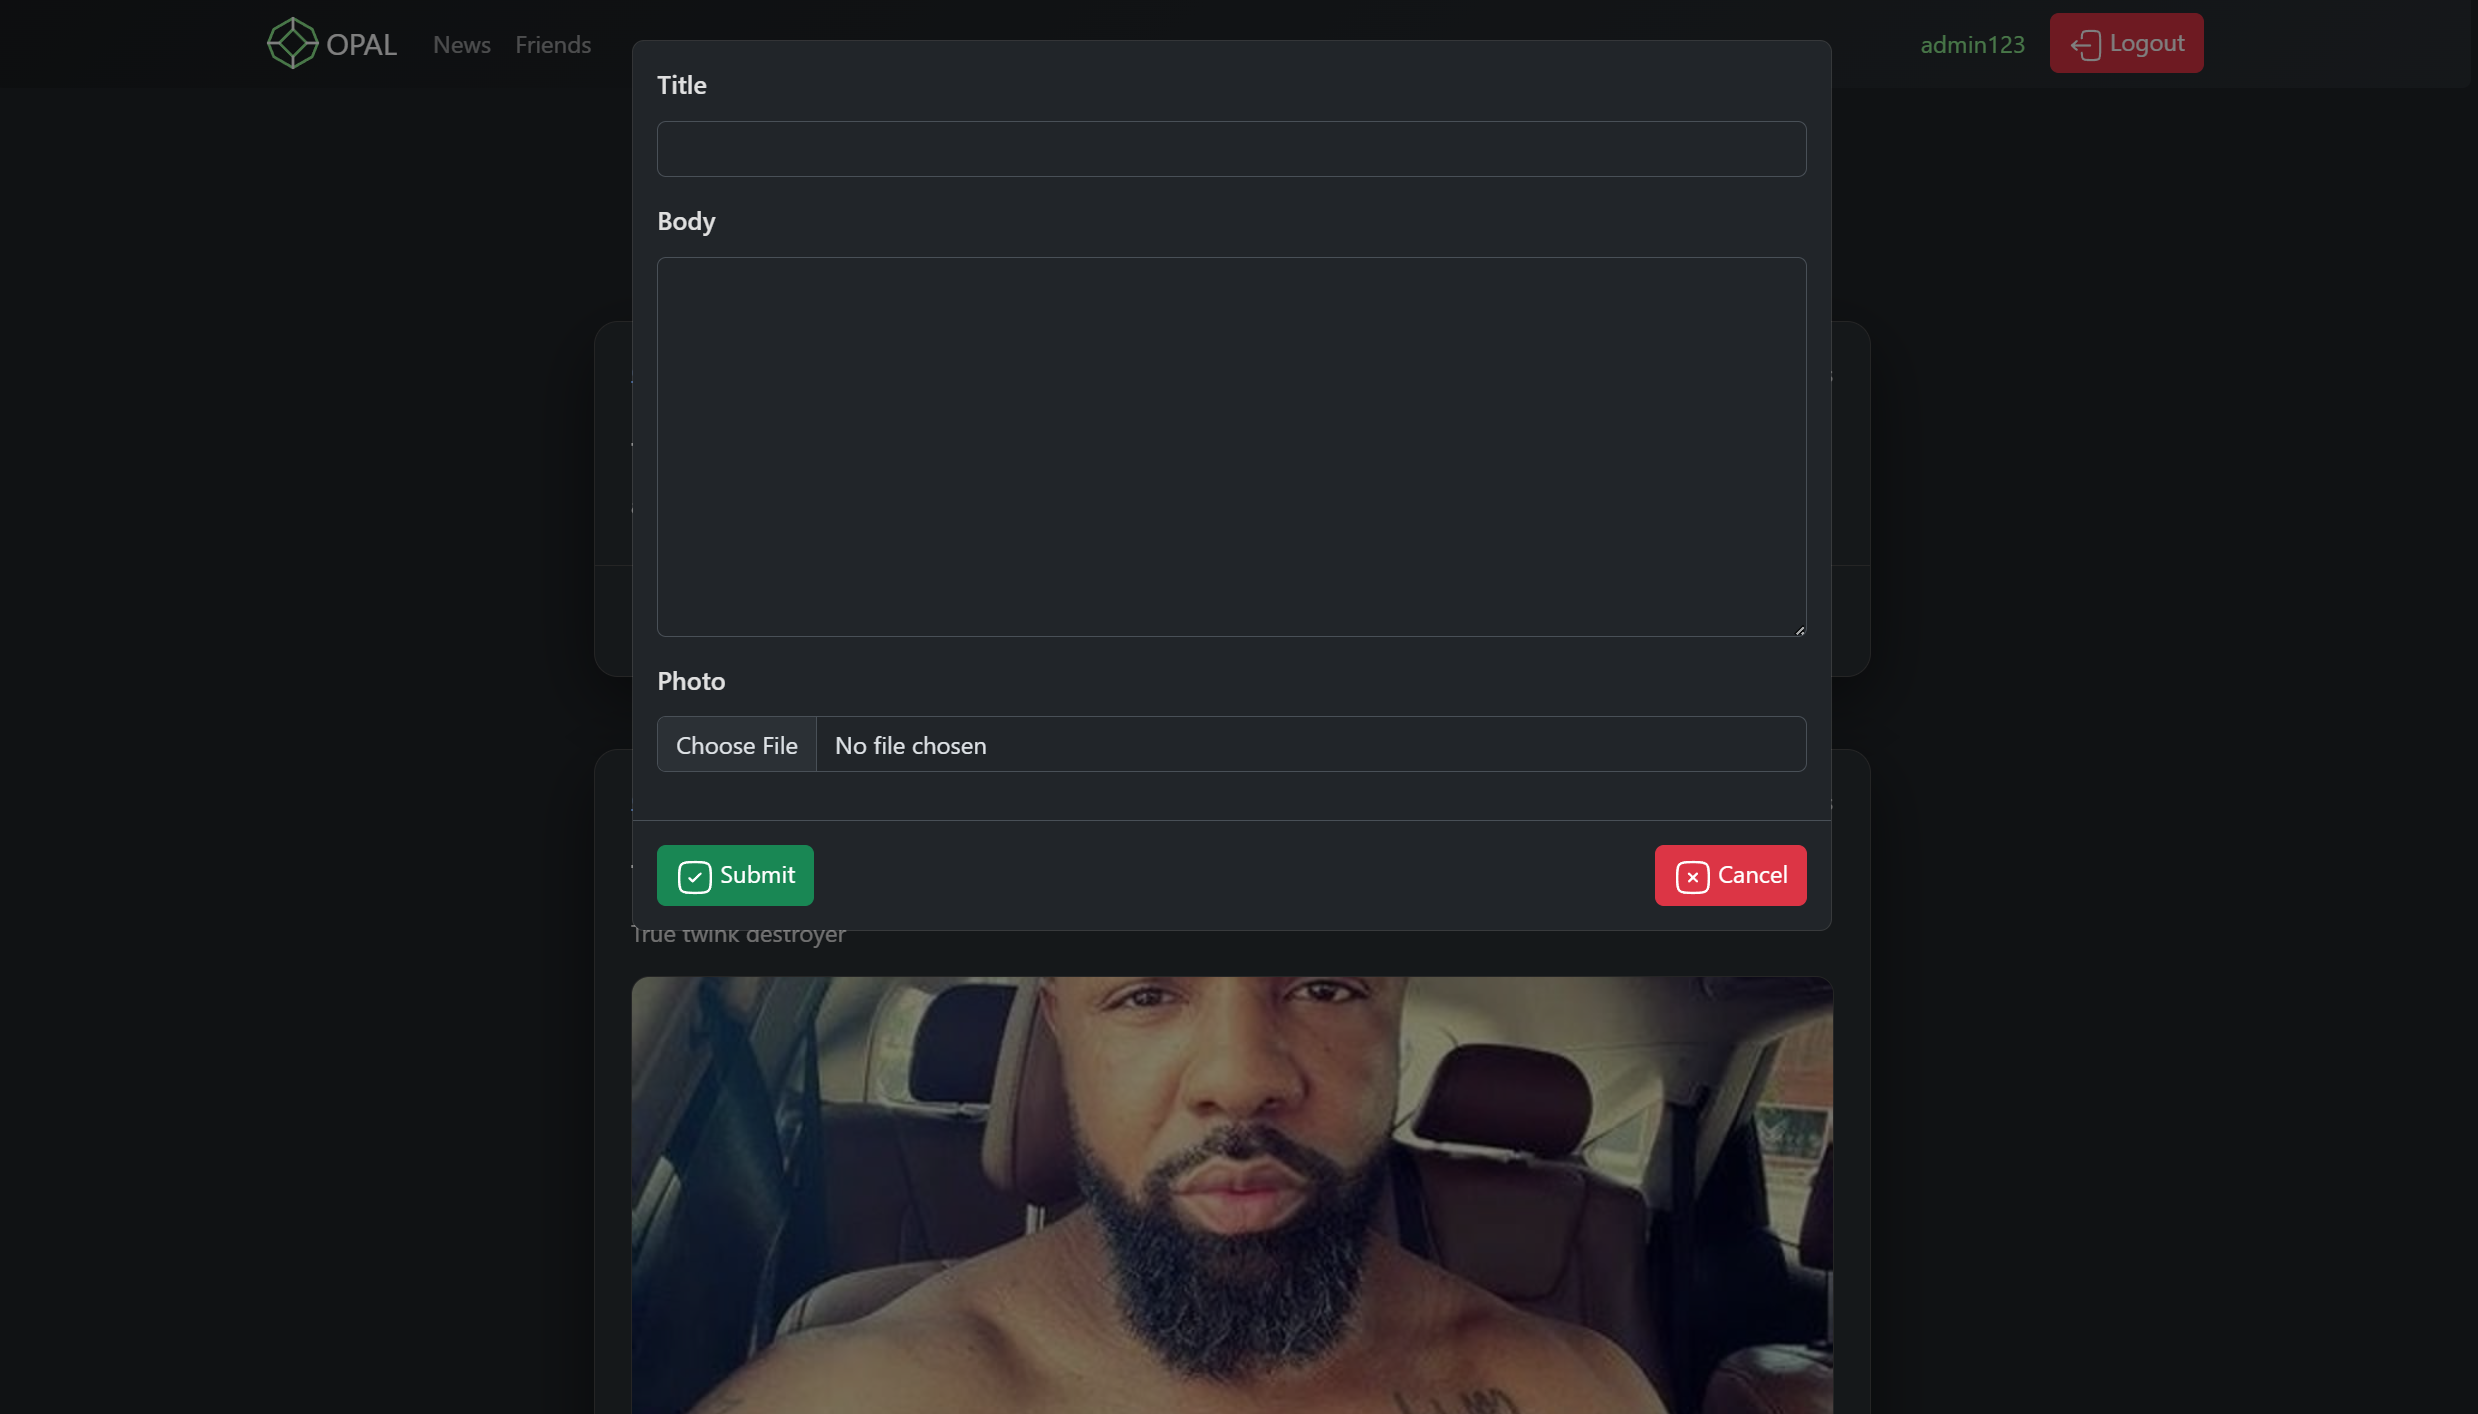 OPAL News Friends admin123 Logout
Title
Body
Photo
Choose File No file chosen
Submit Cancel
True twink destroyer